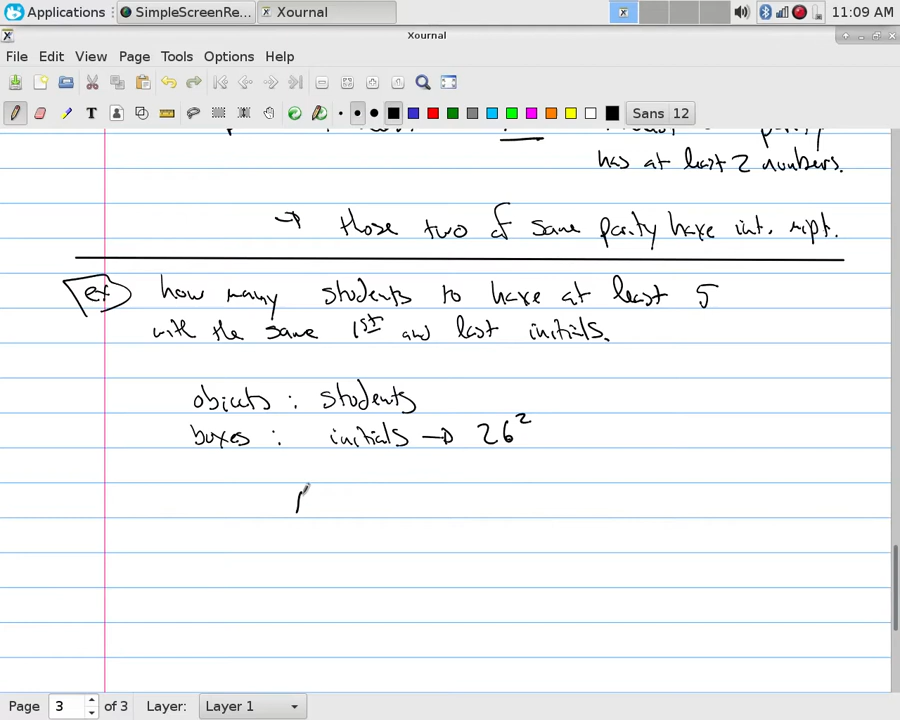 Applications SimpleScreenRe... Xournal 11:09 AM
Xournal
File Edit View Page Tools Options Help
Sans 12
has at least 2 numbers.
→ those two of same parity have int. mipt.
ex how many students to have at least 5
with the same 1st and last initials.
objects : students
boxes : initials → 26²
Page 3 of 3 Layer: Layer 1